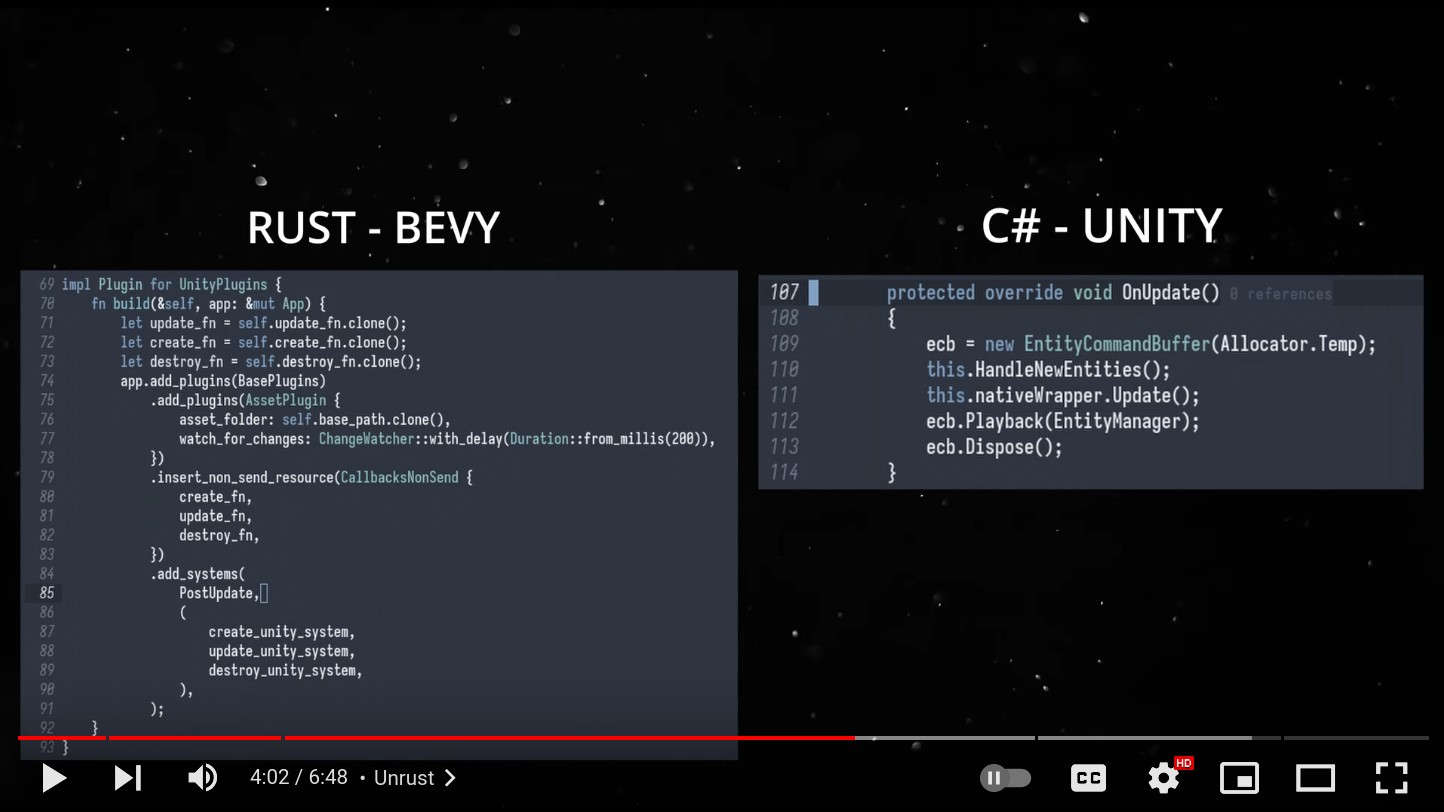 RUST - BEVY
69 impl Plugin for UnityPlugins {
70     fn build(&self, app: &mut App) {
71         let update_fn = self.update_fn.clone();
72         let create_fn = self.create_fn.clone();
73         let destroy_fn = self.destroy_fn.clone();
74         app.add_plugins(BasePlugins)
75             .add_plugins(AssetPlugin {
76                 asset_folder: self.base_path.clone(),
77                 watch_for_changes: ChangeWatcher::with_delay(Duration::from_millis(200)),
78             })
79             .insert_non_send_resource(CallbacksNonSend {
80                 create_fn,
81                 update_fn,
82                 destroy_fn,
83             })
84             .add_systems(
85                 PostUpdate,
86                 (
87                     create_unity_system,
88                     update_unity_system,
89                     destroy_unity_system,
90                 ),
91             );
92     }
93 }
C# - UNITY
107 protected override void OnUpdate() 0 references
108 {
109     ecb = new EntityCommandBuffer(Allocator.Temp);
110     this.HandleNewEntities();
111     this.nativeWrapper.Update();
112     ecb.Playback(EntityManager);
113     ecb.Dispose();
114 }
4:02 / 6:48 • Unrust
CC
HD